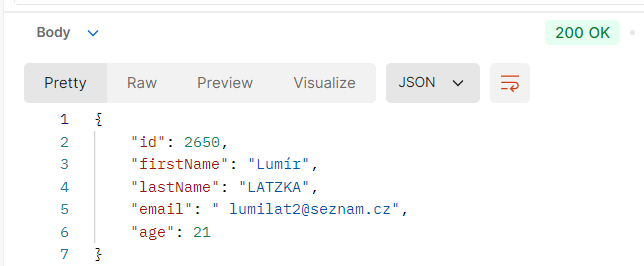 Body 200 OK
Pretty Raw Preview Visualize JSON
1 {
2 "id": 2650,
3 "firstName": "Lumír",
4 "lastName": "LATZKA",
5 "email": " lumilat2@seznam.cz",
6 "age": 21
7 }